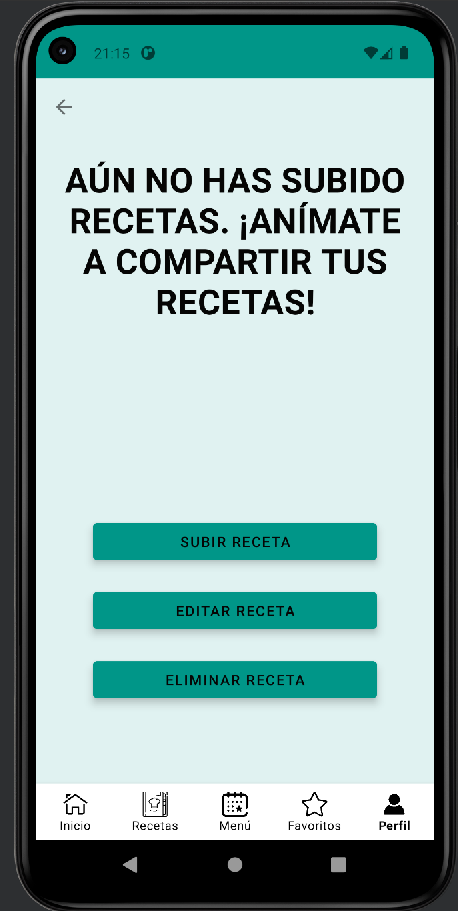 21:15
AÚN NO HAS SUBIDO
RECETAS. ¡ANÍMATE
A COMPARTIR TUS
RECETAS!
SUBIR RECETA
EDITAR RECETA
ELIMINAR RECETA
Inicio
Recetas
Menú
Favoritos
Perfil